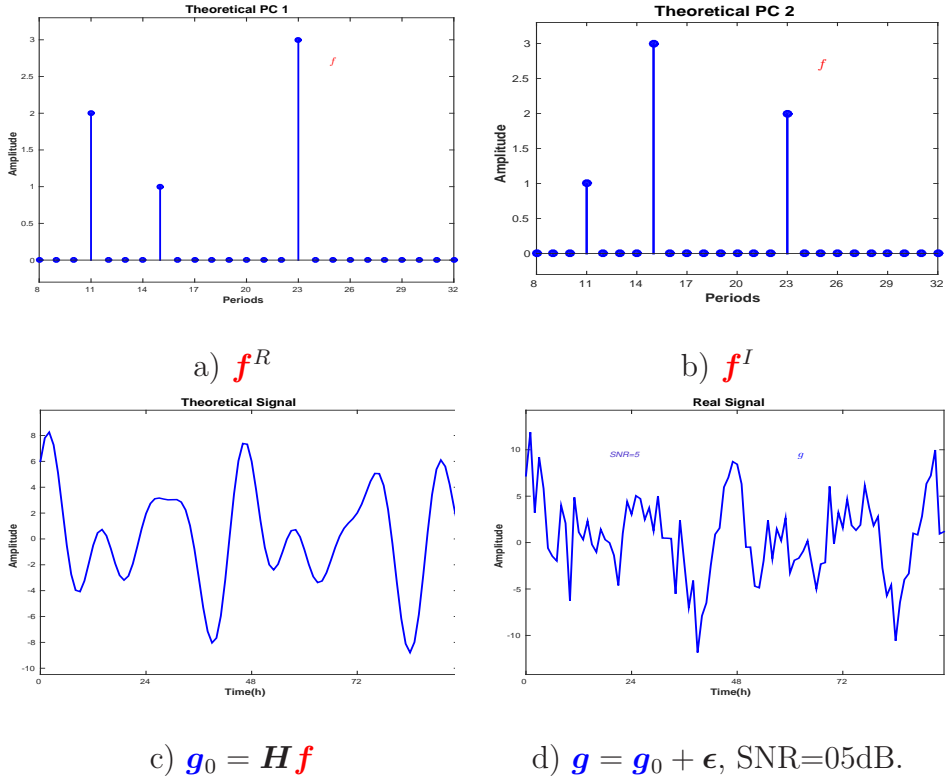 Theoretical PC 1
3
2.5
2
1.5
1
0.5
0
Amplitude
f
8 11 14 17 20 23 26 29 32
Periods
a) f^R
Theoretical PC 2
3
2.5
2
1.5
1
0.5
0
Amplitude
f
8 11 14 17 20 23 26 29 32
Periods
b) f^I
Theoretical Signal
8
6
4
2
0
-2
-4
-6
-8
-10
Amplitude
0 24 48 72
Time(h)
c) g₀ = Hf
Real Signal
10
5
0
-5
-10
Amplitude
SNR=5 g
0 24 48 72
Time(h)
d) g = g₀ + ϵ, SNR=05dB.